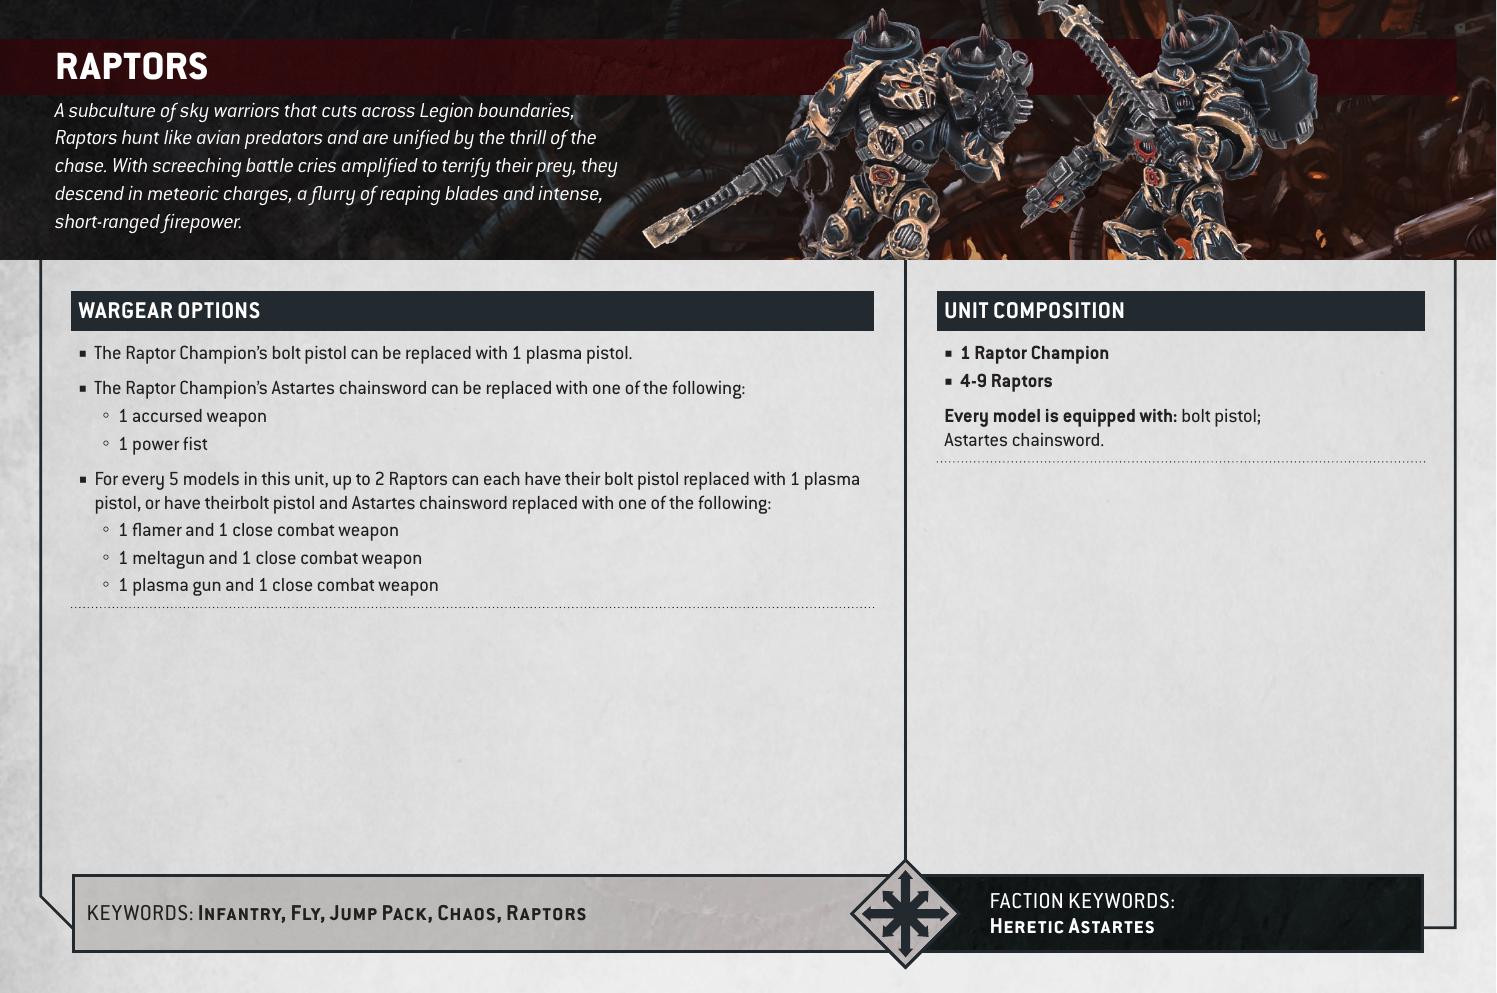 RAPTORS
A subculture of sky warriors that cuts across Legion boundaries,
Raptors hunt like avian predators and are unified by the thrill of the
chase. With screeching battle cries amplified to terrify their prey, they
descend in meteoric charges, a flurry of reaping blades and intense,
short-ranged firepower.
WARGEAR OPTIONS
■ The Raptor Champion’s bolt pistol can be replaced with 1 plasma pistol.
■ The Raptor Champion’s Astartes chainsword can be replaced with one of the following:
◦ 1 accursed weapon
◦ 1 power fist
■ For every 5 models in this unit, up to 2 Raptors can each have their bolt pistol replaced with 1 plasma
pistol, or have theirbolt pistol and Astartes chainsword replaced with one of the following:
◦ 1 flamer and 1 close combat weapon
◦ 1 meltagun and 1 close combat weapon
◦ 1 plasma gun and 1 close combat weapon
UNIT COMPOSITION
■ 1 Raptor Champion
■ 4-9 Raptors
Every model is equipped with: bolt pistol;
Astartes chainsword.
KEYWORDS: Infantry, Fly, Jump Pack, Chaos, Raptors
FACTION KEYWORDS:
Heretic Astartes